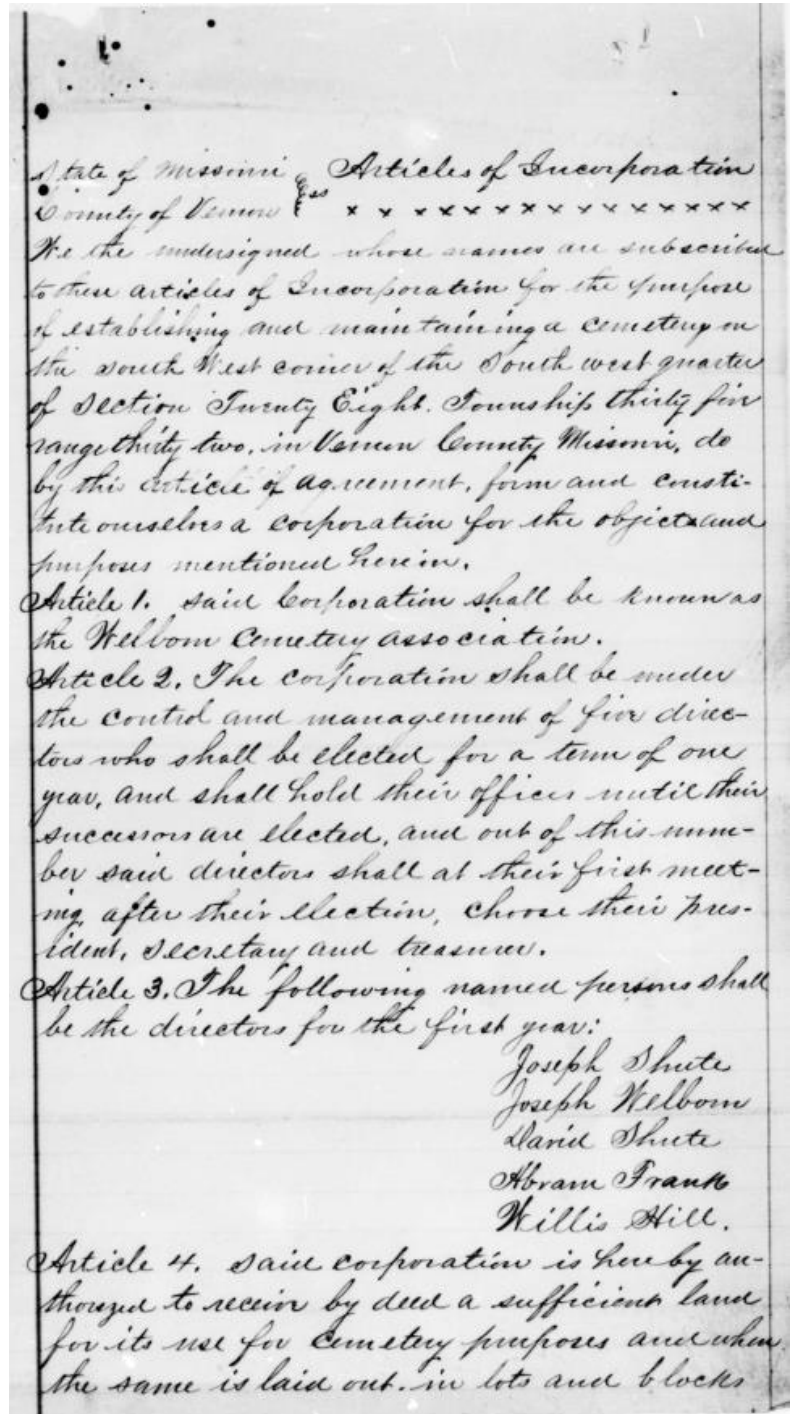 State of Missouri } ss Articles of Incorporation
County of Vernon } x x x x x x x x x x x x x x x x
We the undersigned whose names are subscribed
to these articles of Incorporation for the purpose
of establishing and maintaining a cemetery on
the south West corner of the South west quarter
of Section Twenty Eight. Township thirty five
range thirty two, in Vernon County Missouri, do
by this article of agreement, form and consti-
tute ourselves a corporation for the objects and
purposes mentioned herein.
Article 1. said Corporation shall be known as
the Welborn Cemetery association.
Article 2. The corporation shall be under
the control and management of five direc-
tors who shall be elected for a term of one
year, and shall hold their offices until their
successors are elected, and out of this num-
ber said directors shall at their first meet-
ing after their election, choose their pres-
ident, Secretary and treasurer.
Article 3. The following named persons shall
be the directors for the first year:
Joseph Shute
Joseph Welborn
David Shute
Abram Frank
Willis Hill.
Article 4. Said corporation is hereby au-
thorized to receive by deed a sufficient land
for its use for Cemetery purposes and when
the same is laid out. in lots and blocks